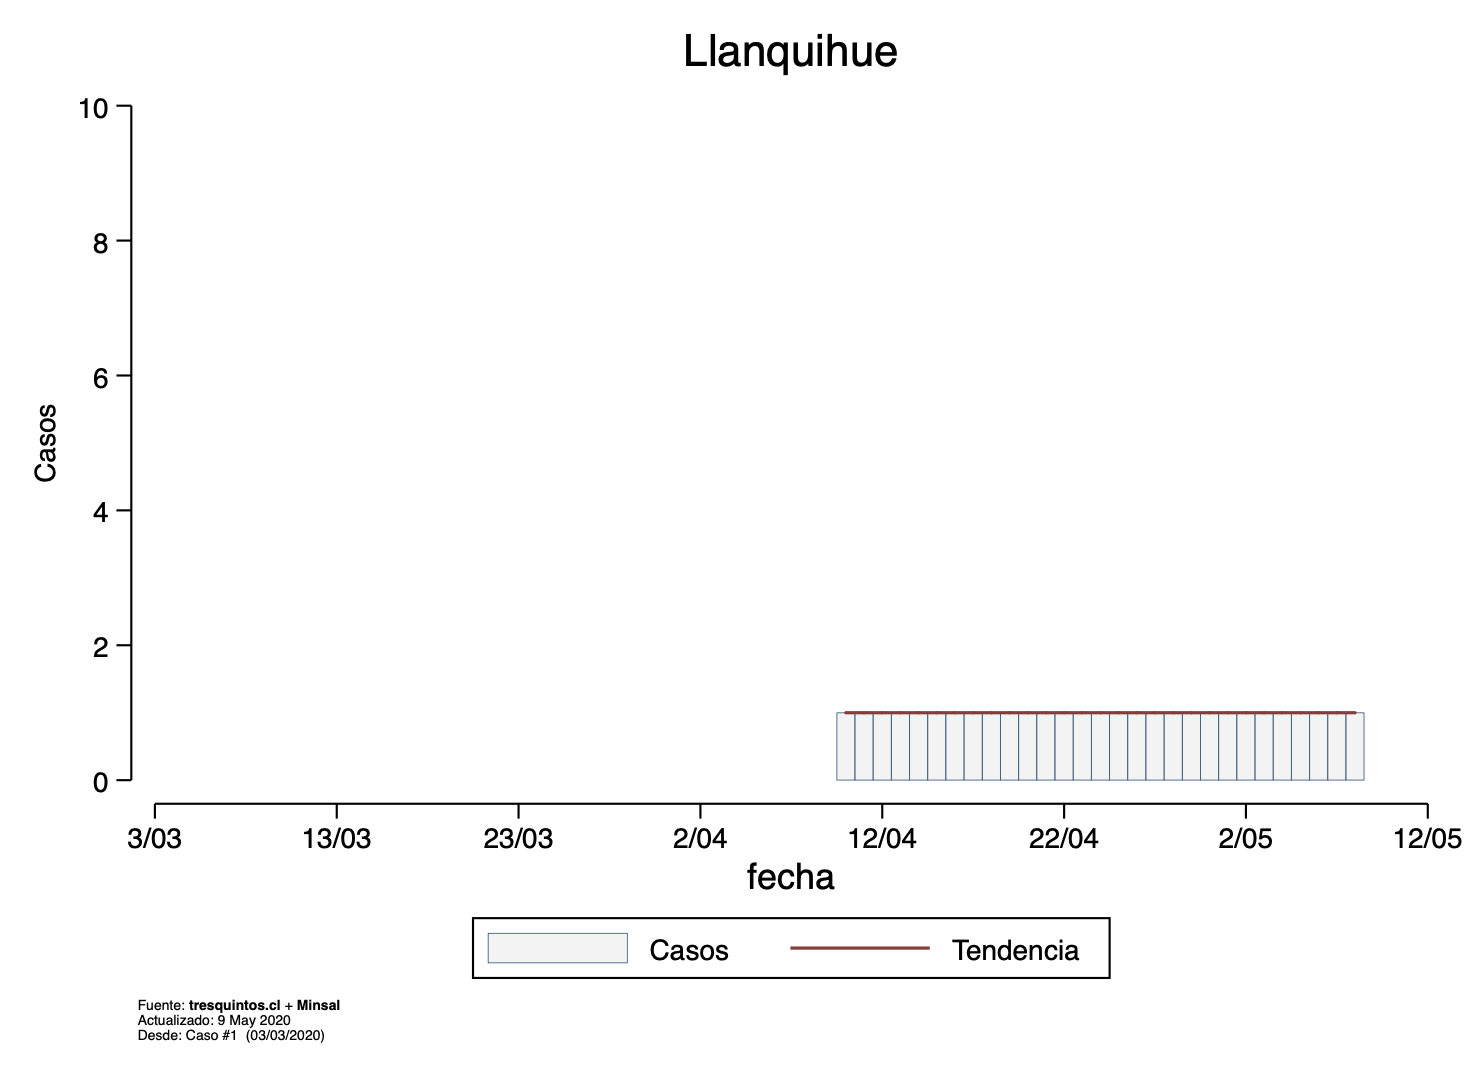 Llanquihue
10
8
6
4
2
0
Casos
3/03 13/03 23/03 2/04 12/04 22/04 2/05 12/05
fecha
Casos Tendencia
Fuente: tresquintos.cl + Minsal
Actualizado: 9 May 2020
Desde: Caso #1 (03/03/2020)